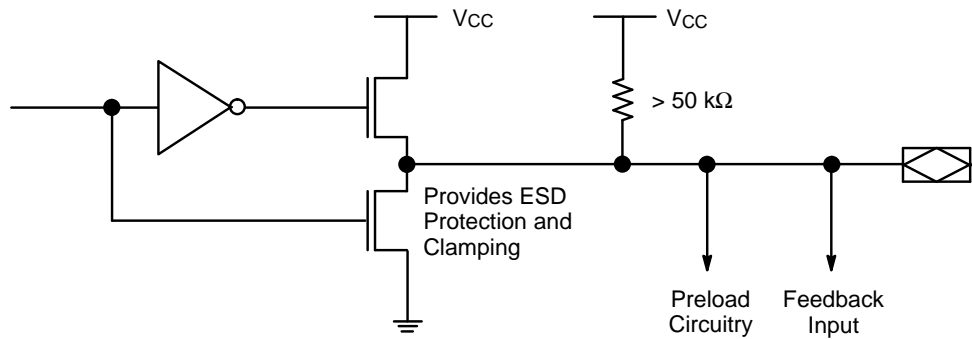 VCC
VCC
> 50 kΩ
Provides ESD
Protection and
Clamping
Preload
Circuitry
Feedback
Input